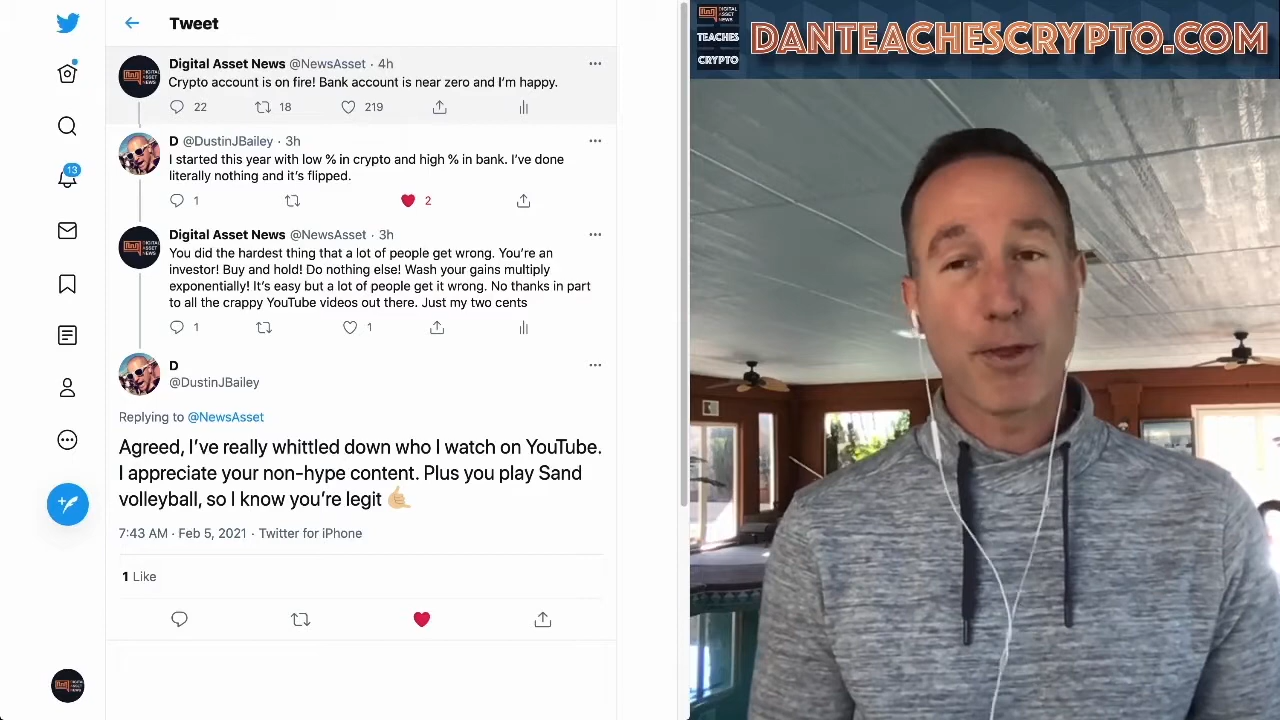 Tweet
Digital Asset News @NewsAsset · 4h
Crypto account is on fire! Bank account is near zero and I'm happy.
22 18 219
D @DustinJBailey · 3h
I started this year with low % in crypto and high % in bank. I've done
literally nothing and it's flipped.
1 2
Digital Asset News @NewsAsset · 3h
You did the hardest thing that a lot of people get wrong. You're an
investor! Buy and hold! Do nothing else! Wash your gains multiply
exponentially! It's easy but a lot of people get it wrong. No thanks in part
to all the crappy YouTube videos out there. Just my two cents
1 1
D
@DustinJBailey
Replying to @NewsAsset
Agreed, I've really whittled down who I watch on YouTube.
I appreciate your non-hype content. Plus you play Sand
volleyball, so I know you're legit 🤙🏼
7:43 AM · Feb 5, 2021 · Twitter for iPhone
1 Like
13
DIGITAL
ASSET
NEWS
TEACHES
CRYPTO
DANTEACHESCRYPTO.COM